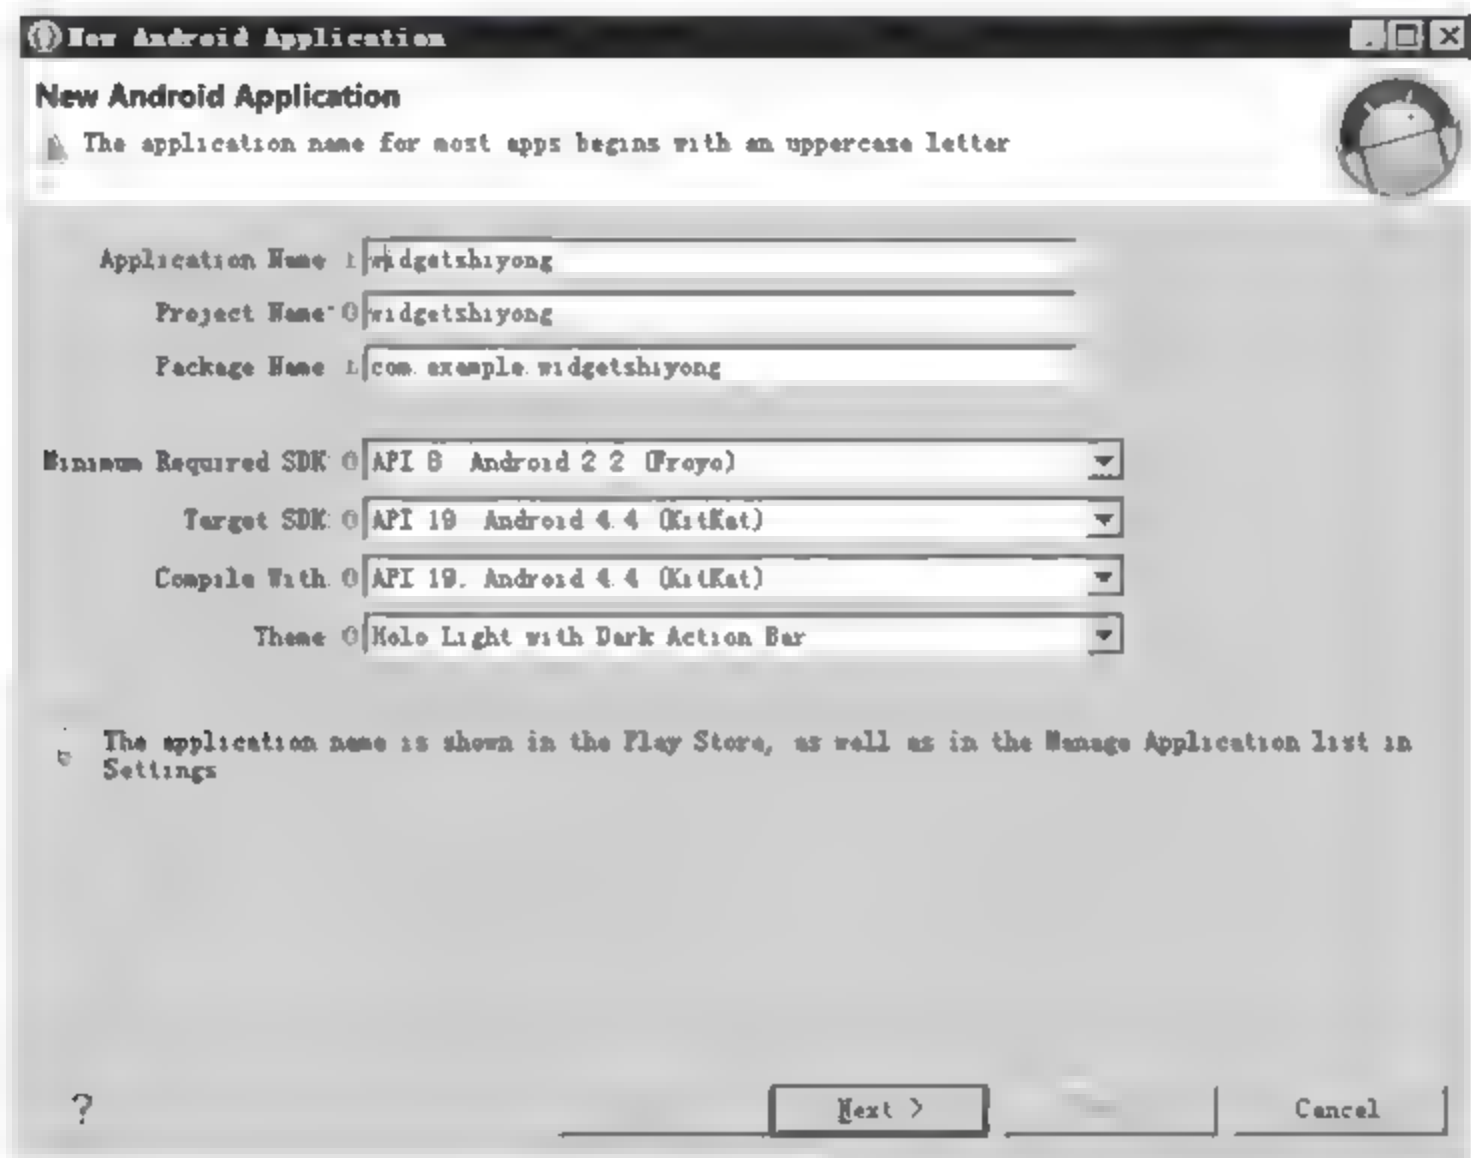 New Android Application
New Android Application
The application name for most apps begins with an uppercase letter
Application Name widgetshiyong
Project Name widgetshiyong
Package Name com.example.widgetshiyong
Minimum Required SDK API 8 Android 2 2 (Froyo)
Target SDK: API 19 Android 4.4 (KitKat)
Compile With API 19. Android 4.4 (KitKat)
Theme Holo Light with Dark Action Bar
The application name is shown in the Play Store, as well as in the Manage Application list in
Settings
? Next > Cancel